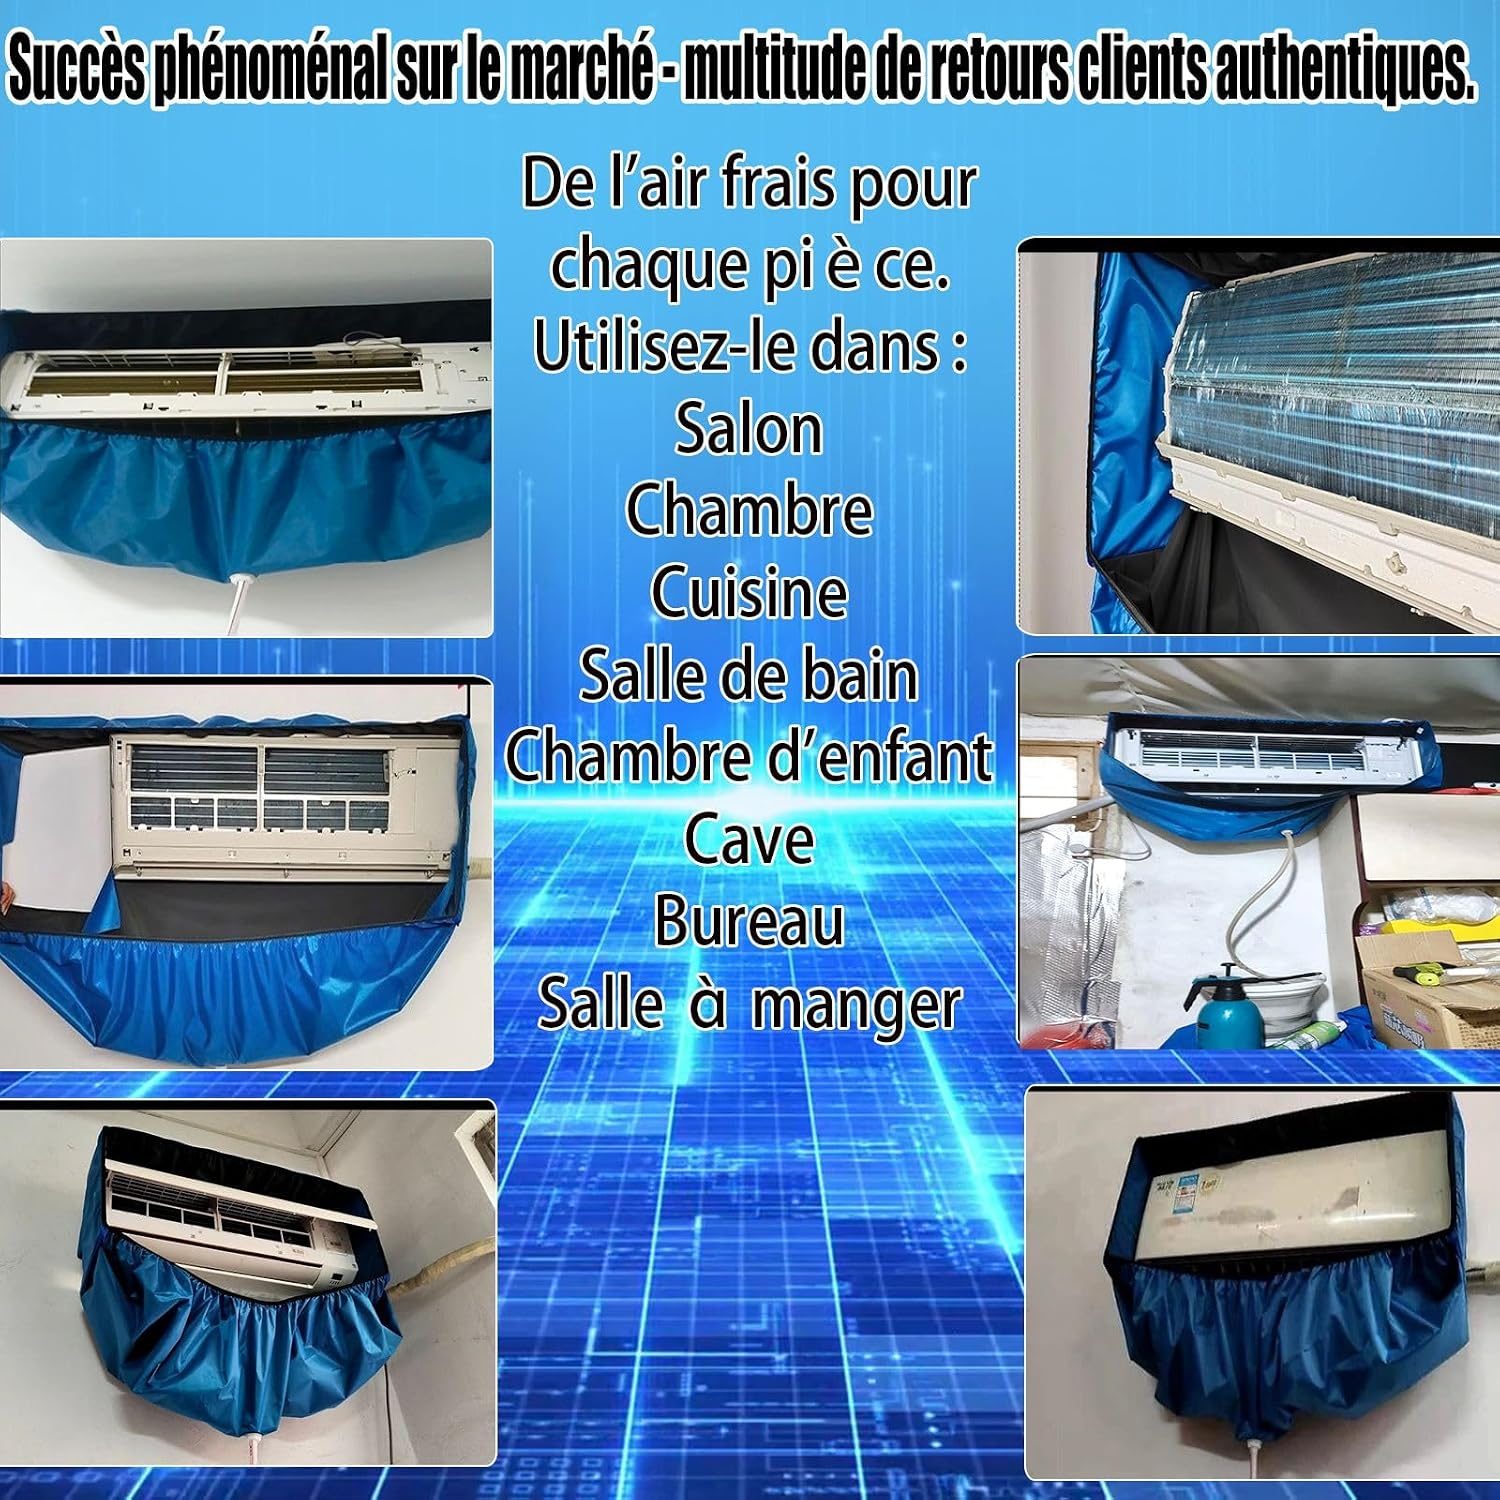 Succès phénoménal sur le marché - multitude de retours clients authentiques.
De l’air frais pour
chaque pi è ce.
Utilisez-le dans :
Salon
Chambre
Cuisine
Salle de bain
Chambre d’enfant
Cave
Bureau
Salle à manger